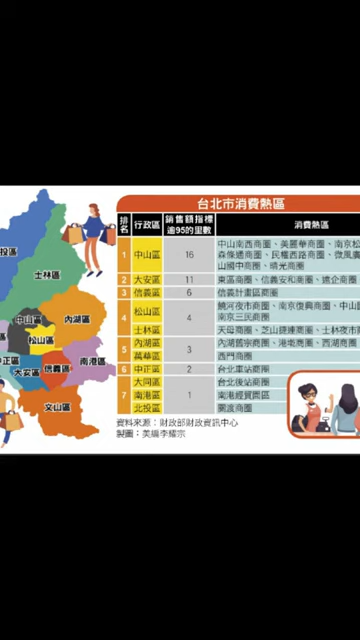 台北市消費熱區
排名 行政區 銷售額指標逾95的里數 消費熱區
1 中山區 16 中山南西商圈、美麗華商圈、南京松
森條通商圈、民權西路商圈、微風廣
山國中商圈、晴光商圈
2 大安區 11 東區商圈、信義安和商圈、遠企商圈
3 信義區 6 信義計畫區商圈
4 松山區 4 饒河夜市商圈、南京復興商圈、中山
南京三民商圈
士林區 天母商圈、芝山捷運商圈、士林夜市商
5 內湖區 3 內湖舊宗商圈、港墘商圈、西湖商圈
萬華區 西門商圈
6 中正區 2 台北車站商圈
7 大同區 1 台北後站商圈
南港區 南港經貿園區
北投區 關渡商圈
資料來源：財政部財政資訊中心
製圖：美編李耀宗
投區
士林區
內湖區
中山區
松山區
區
中正區
大安區
信義區
南港區
文山區